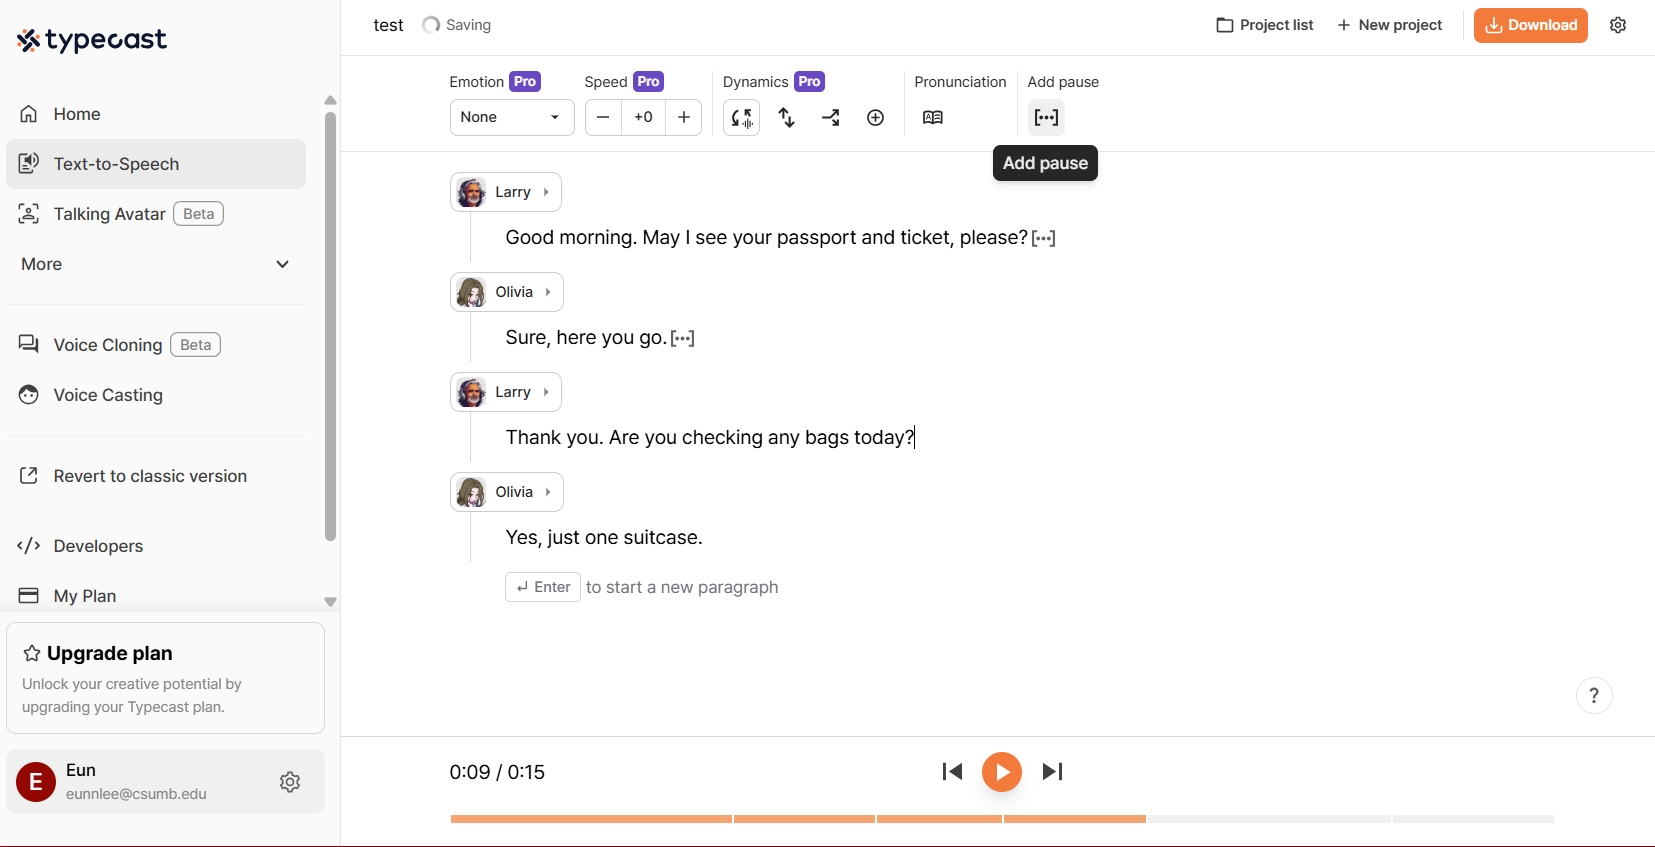 typecast
test
Saving
Project list
New project
Download
Home
Text-to-Speech
Talking Avatar Beta
More
Voice Cloning Beta
Voice Casting
Revert to classic version
Developers
My Plan
Upgrade plan
Unlock your creative potential by
upgrading your Typecast plan.
E
Eun
eunnlee@csumb.edu
Emotion Pro
Speed Pro
Dynamics Pro
Pronunciation
Add pause
None
− +0 +
Add pause
Larry
Good morning. May I see your passport and ticket, please?[•••]
Olivia
Sure, here you go.[•••]
Larry
Thank you. Are you checking any bags today?
Olivia
Yes, just one suitcase.
↵ Enter to start a new paragraph
?
0:09 / 0:15